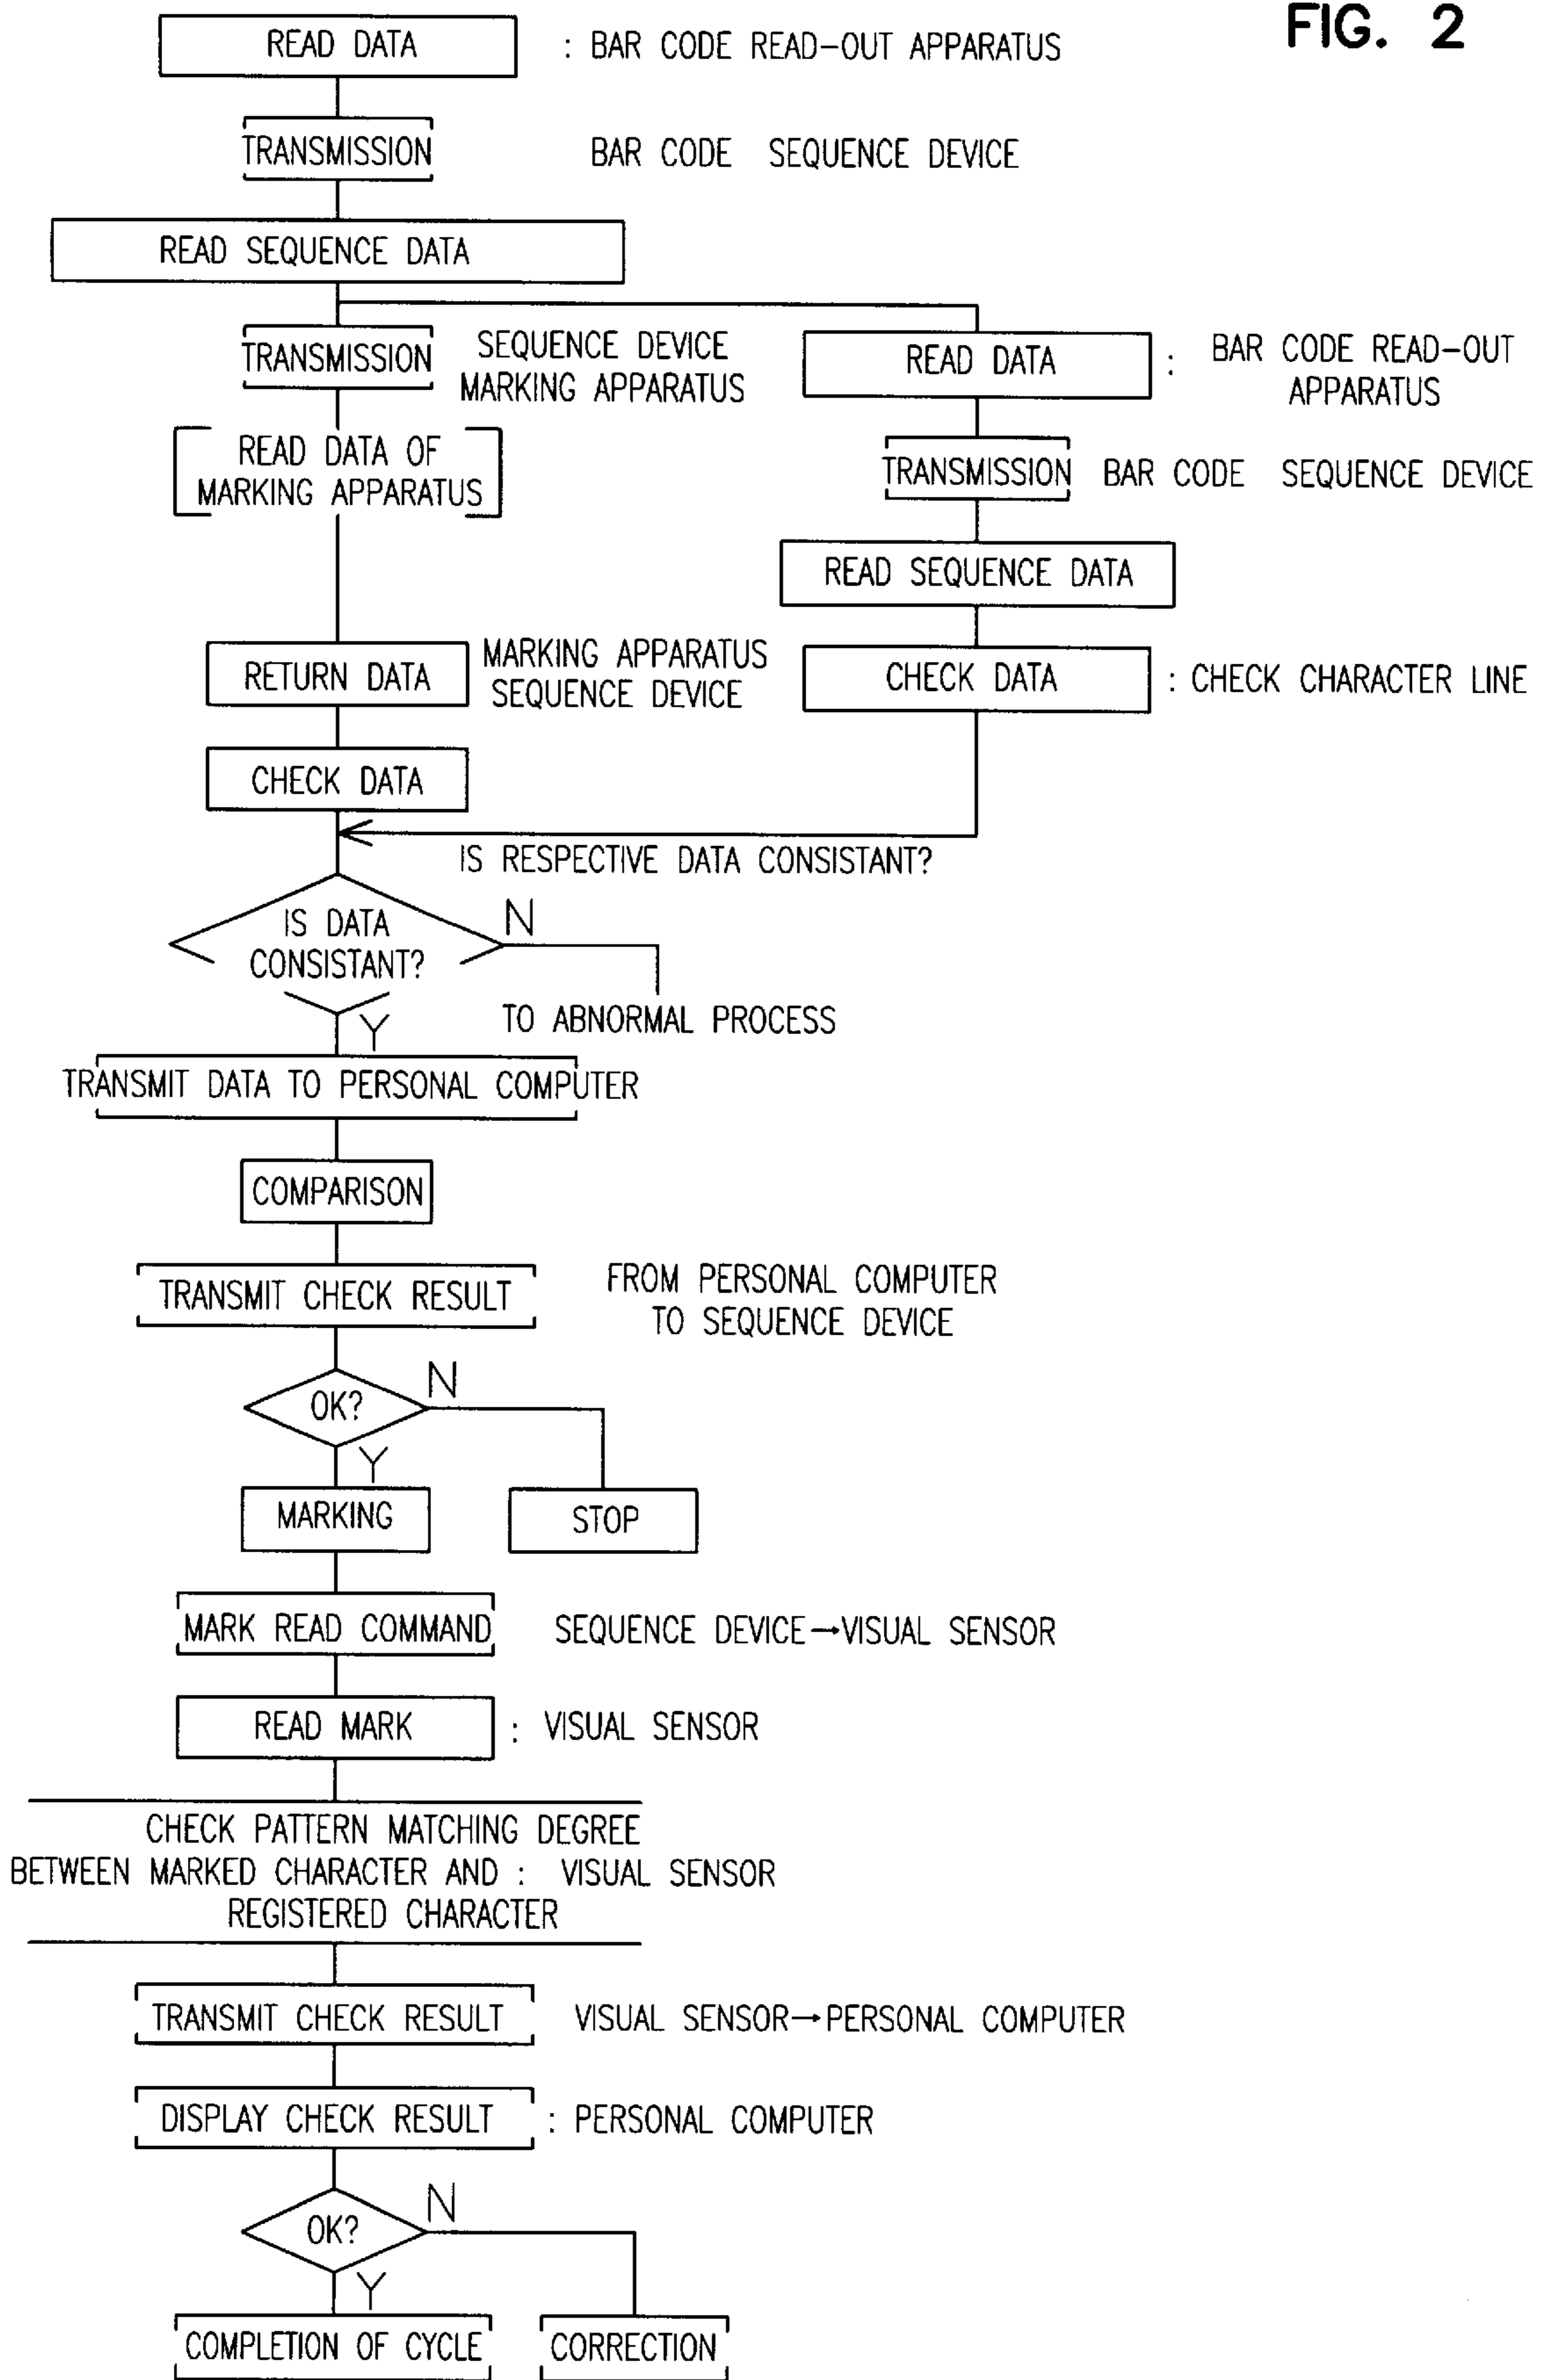 FIG. 2
READ DATA : BAR CODE READ-OUT APPARATUS
TRANSMISSION BAR CODE SEQUENCE DEVICE
READ SEQUENCE DATA
TRANSMISSION
SEQUENCE DEVICE
MARKING APPARATUS
READ DATA OF
MARKING APPARATUS
READ DATA :
BAR CODE READ-OUT
APPARATUS
TRANSMISSION BAR CODE SEQUENCE DEVICE
READ SEQUENCE DATA
RETURN DATA
MARKING APPARATUS
SEQUENCE DEVICE
CHECK DATA : CHECK CHARACTER LINE
CHECK DATA
IS RESPECTIVE DATA CONSISTANT?
IS DATA
CONSISTANT?
N
TO ABNORMAL PROCESS
Y
TRANSMIT DATA TO PERSONAL COMPUTER
COMPARISON
TRANSMIT CHECK RESULT
FROM PERSONAL COMPUTER
TO SEQUENCE DEVICE
OK?
N
Y
MARKING
STOP
MARK READ COMMAND SEQUENCE DEVICE→VISUAL SENSOR
READ MARK : VISUAL SENSOR
CHECK PATTERN MATCHING DEGREE
BETWEEN MARKED CHARACTER AND : VISUAL SENSOR
REGISTERED CHARACTER
TRANSMIT CHECK RESULT VISUAL SENSOR→PERSONAL COMPUTER
DISPLAY CHECK RESULT : PERSONAL COMPUTER
OK?
N
Y
COMPLETION OF CYCLE
CORRECTION